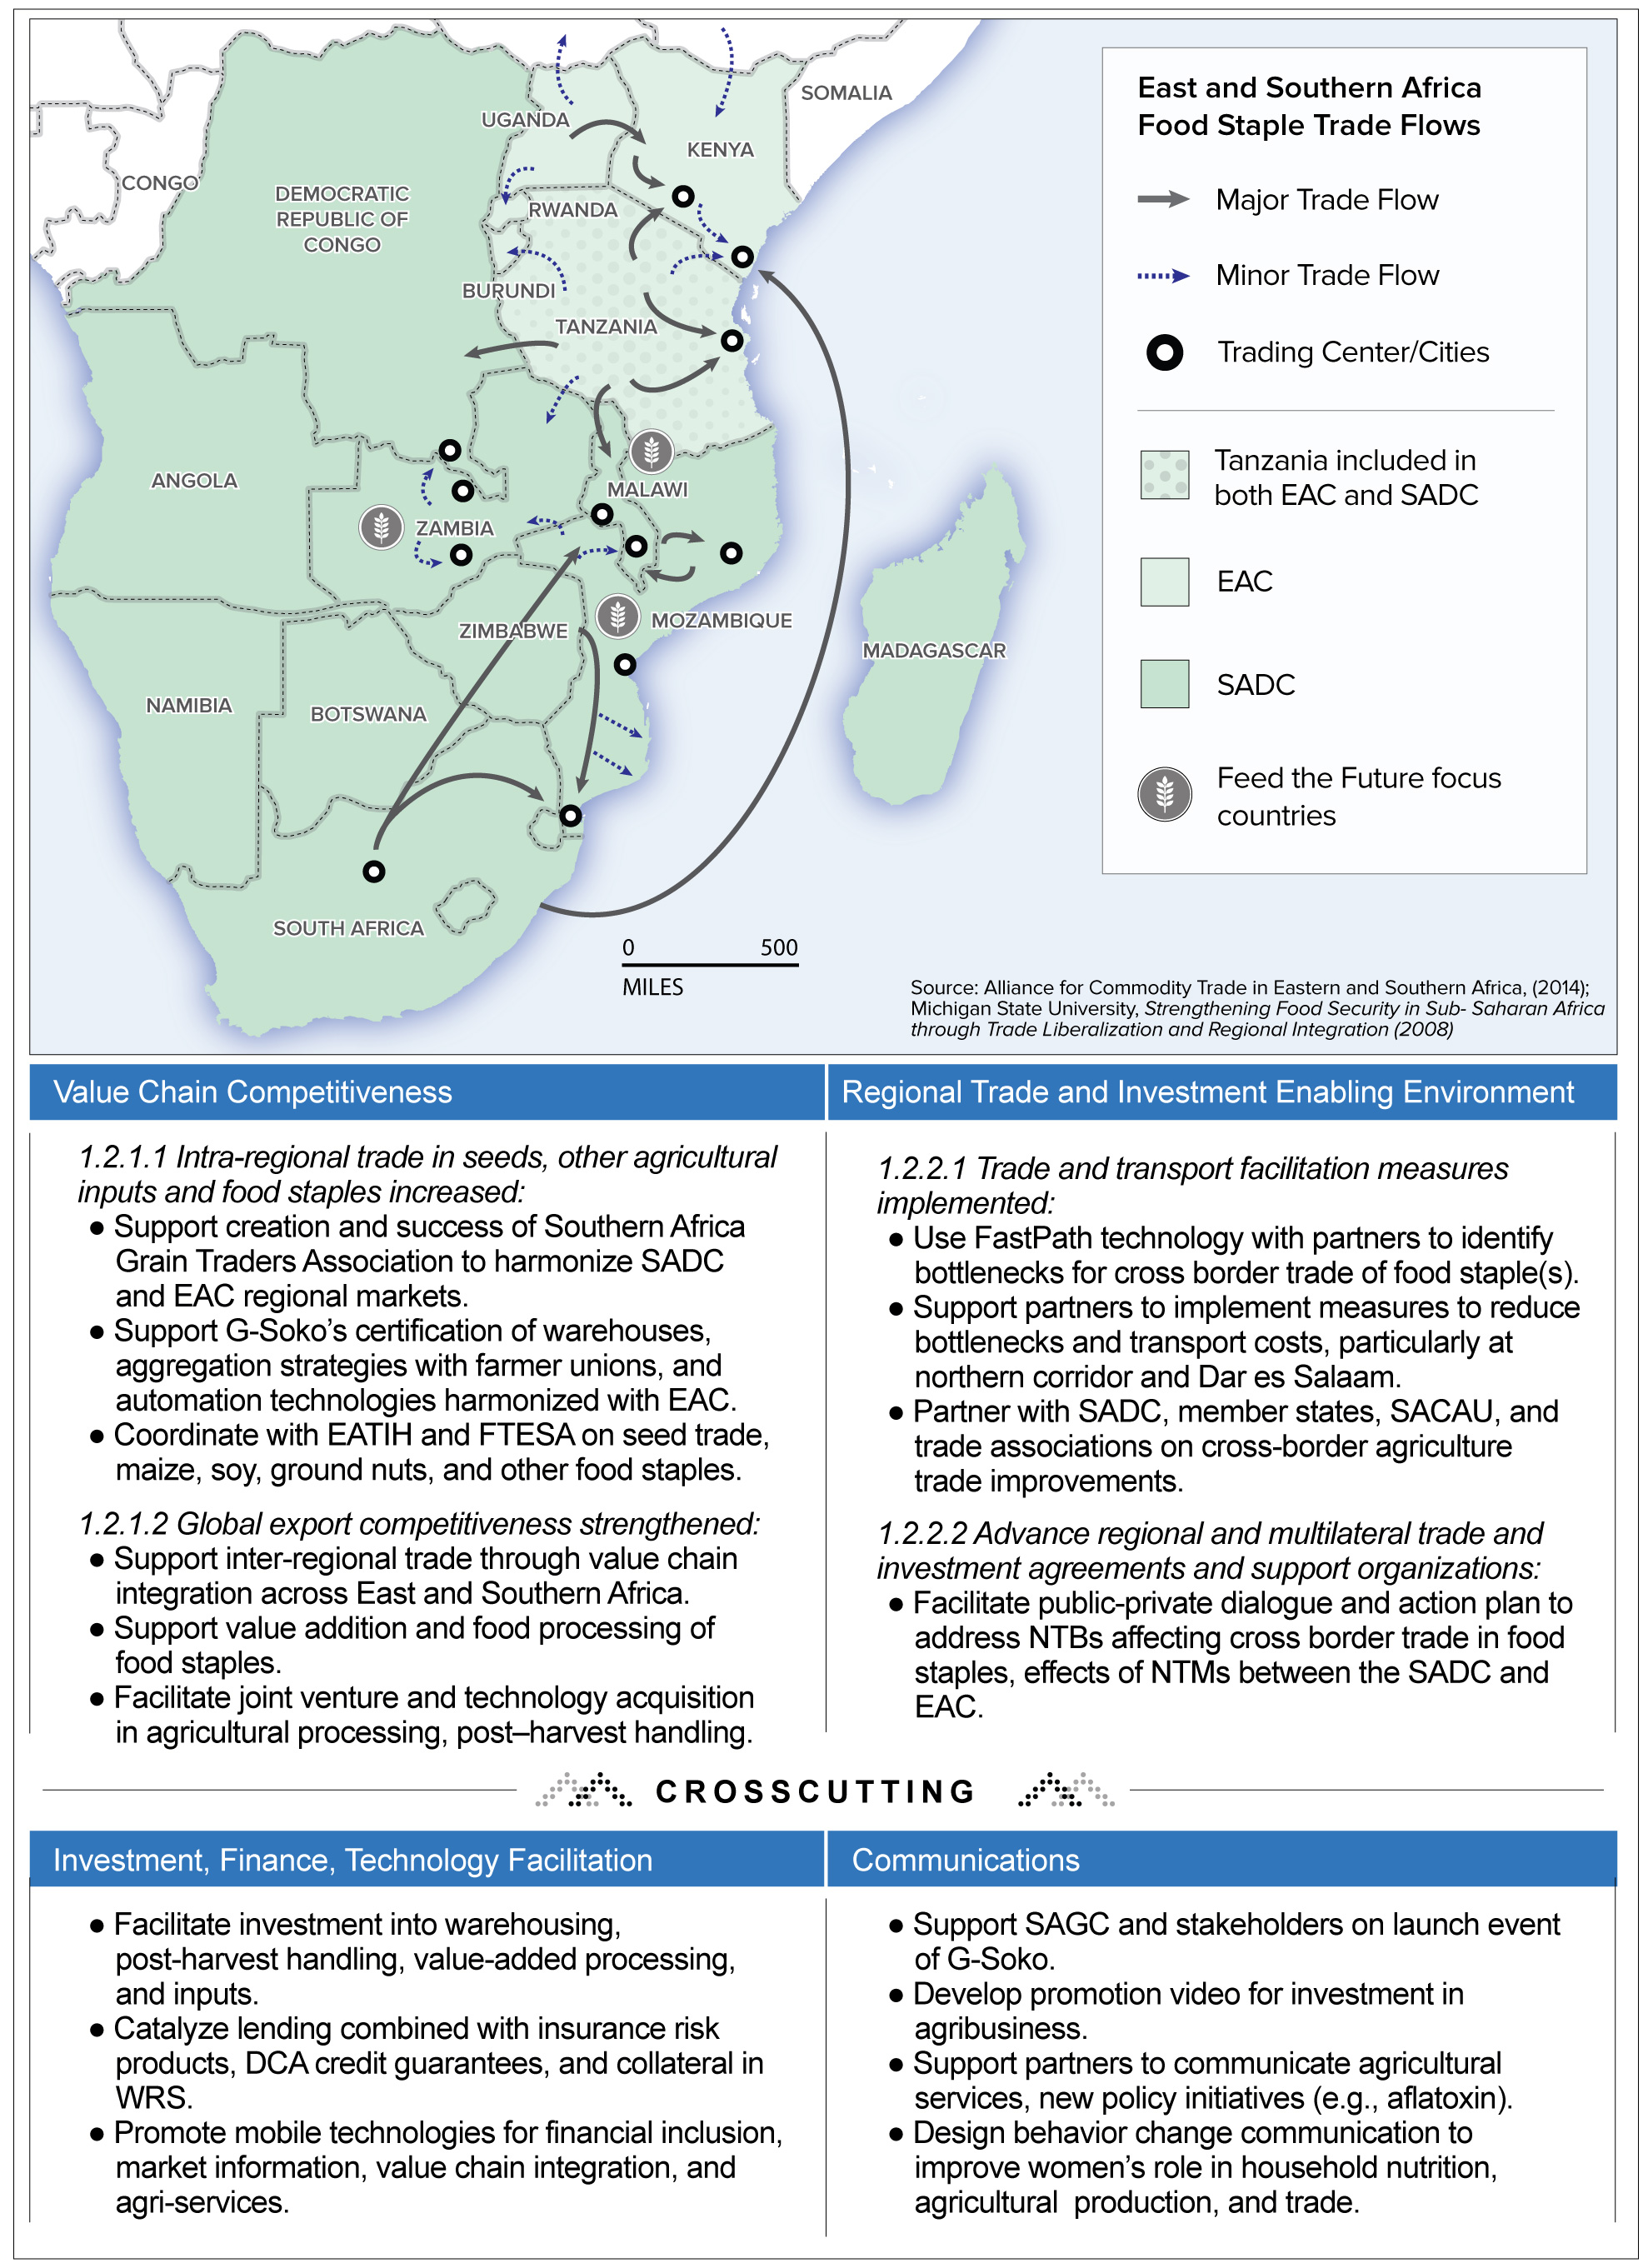 UGANDA
KENYA
SOMALIA
CONGO
DEMOCRATIC
REPUBLIC OF
CONGO
RWANDA
BURUNDI
TANZANIA
ANGOLA
MALAWI
ZAMBIA
ZIMBABWE
MOZAMBIQUE
MADAGASCAR
NAMIBIA
BOTSWANA
SOUTH AFRICA
0 500
MILES
East and Southern Africa
Food Staple Trade Flows
Major Trade Flow
Minor Trade Flow
Trading Center/Cities
Tanzania included in
both EAC and SADC
EAC
SADC
Feed the Future focus
countries
Source: Alliance for Commodity Trade in Eastern and Southern Africa, (2014);
Michigan State University, Strengthening Food Security in Sub- Saharan Africa
through Trade Liberalization and Regional Integration (2008)
Value Chain Competitiveness
1.2.1.1 Intra-regional trade in seeds, other agricultural
inputs and food staples increased:
● Support creation and success of Southern Africa
Grain Traders Association to harmonize SADC
and EAC regional markets.
● Support G-Soko’s certification of warehouses,
aggregation strategies with farmer unions, and
automation technologies harmonized with EAC.
● Coordinate with EATIH and FTESA on seed trade,
maize, soy, ground nuts, and other food staples.
1.2.1.2 Global export competitiveness strengthened:
● Support inter-regional trade through value chain
integration across East and Southern Africa.
● Support value addition and food processing of
food staples.
● Facilitate joint venture and technology acquisition
in agricultural processing, post–harvest handling.
Regional Trade and Investment Enabling Environment
1.2.2.1 Trade and transport facilitation measures
implemented:
● Use FastPath technology with partners to identify
bottlenecks for cross border trade of food staple(s).
● Support partners to implement measures to reduce
bottlenecks and transport costs, particularly at
northern corridor and Dar es Salaam.
● Partner with SADC, member states, SACAU, and
trade associations on cross-border agriculture
trade improvements.
1.2.2.2 Advance regional and multilateral trade and
investment agreements and support organizations:
● Facilitate public-private dialogue and action plan to
address NTBs affecting cross border trade in food
staples, effects of NTMs between the SADC and
EAC.
CROSSCUTTING
Investment, Finance, Technology Facilitation
● Facilitate investment into warehousing,
post-harvest handling, value-added processing,
and inputs.
● Catalyze lending combined with insurance risk
products, DCA credit guarantees, and collateral in
WRS.
● Promote mobile technologies for financial inclusion,
market information, value chain integration, and
agri-services.
Communications
● Support SAGC and stakeholders on launch event
of G-Soko.
● Develop promotion video for investment in
agribusiness.
● Support partners to communicate agricultural
services, new policy initiatives (e.g., aflatoxin).
● Design behavior change communication to
improve women’s role in household nutrition,
agricultural production, and trade.